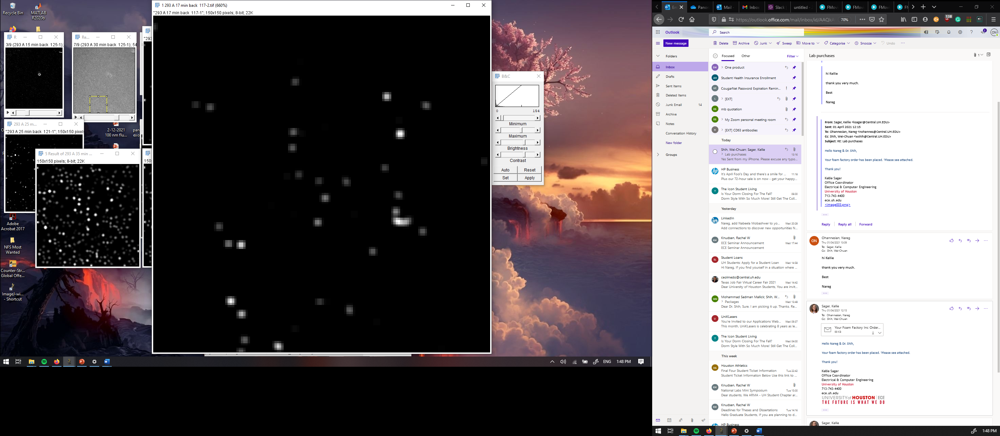 Recycle Bin
MATLAB
R2020b
R
3/9 (293 A 15 min back 125-1);
Re...
7/9 (293 A 30 min back 125-1); 54
293 A 25 m...
"293 A 25 min back 121-1"; 150x150 pixels
2-12-2021
100 nm flu...
pan
exo
5 Result of 293 A 35 min ...
150x150 pixels; 8-bit; 22K
Adobe
Acrobat 2017
NFS Most
Wanted
Counter-Str...
Global Offe...
ImageJ-wi...
- Shortcut
1 293 A 17 min back 117-2.tif (660%)
"293 A 17 min back 117-1"; 150x150 pixels; 8-bit; 22K
B&C
0 154
Minimum
Maximum
Brightness
Contrast
Auto Reset
Set Apply
ENG 1:48 PM
Em
Panor
Mail -
Inbox
Slack
untitled -
FMovi
FMovi
FMovi
https://outlook.office.com/mail/inbox/id/AAQkA
70%
138
Outlook
Search
2
ON
New message
Delete Archive Junk Sweep Move to Categorise Snooze Undo
Folders
Inbox
Drafts
Sent Items
Deleted Items
Junk Email 14
Archive
Notes
Conversation History
New folder
Groups
Focused Other Filter
SW One product
AH Student Health Insurance Enrollment
UC CougarNet Password Expiration Remin...
L [EXT]
DS mb quotation
DS My Zoom personal meeting room
H [EXT] CD63 antibodies
Today
Shih, Wei-Chuan; Sager, Kellie
Lab purchases 13:16
Yes Sent from my iPhone. Please excuse any typo...
HP Business
It's April Fool's Day and there's a smile for ... 11:18
Plus our 72-hour sale is on now - get your happy...
T The Icon Student Living
Is Your Dorm Closing For The Fall? 06:00
Dorm Style With So Much More! Still Get The Coll...
Yesterday
LinkedIn
Nareg, add Nabeela Mobashwer to yo... Wed 20:28
Add connections to discover new opportunities N...
KW Knudsen, Rachel W
ECE Seminar Announcement Wed 17:44
ECE Seminar Announcement
SL Student Loans
UH Students: Apply for a Student Loan Wed 14:58
Hi Nareg, If you find yourself in a situation where ...
ceolmedo@central.uh.edu
Texas Job Fair Virtual Career Fair 2021 Wed 14:42
Dear University of Houston Students, You are invit...
MM Mohammad Sadman Mallick; Shih, W...
Packages Wed 13:48
Dear Dr. Shih, Sure. I am picking it up. Thanks. Re...
U UniKLasers
You're Invited to our Applications Web... Wed 09:37
This month, UniKLasers is celebrating 8 years as le...
T The Icon Student Living
Is Your Dorm Closing For The Fall? Wed 04:00
Dorm Style With So Much More! Still Get The Coll...
This week
HA Houston Athletics
Final Four Student Ticket Information Tue 22:42
Student Ticket Information Below Use this link to ...
KW Knudsen, Rachel W
National Labs Mini Symposium Tue 15:00
Dear students, We ARMA - UH Student Chapter ar...
KW Knudsen, Rachel W
Deadlines for Theses and Dissertations Tue 14:16
Hello Graduate Students, If you are planning to d...
HP Business
Lab purchases
1
hi Kellie
thank you very much.
Best
Nareg
From: Sager, Kellie <ksager@Central.UH.EDU>
Sent: 01 April 2021 12:15
To: Ohannesian, Nareg <nohannes@Central.UH.EDU>
Cc: Shih, Wei-Chuan <wshih@Central.UH.EDU>
Subject: RE: Lab purchases
Hello Nareg & Dr. Shih,
Your foam factory order has been placed. 'Please see attached.
Thank you!
Kellie Sager
Office Coordinator
Electrical & Computer Engineering
University of Houston
713-743-4400
ece.uh.edu
<image003.png>
Reply Reply all Forward
ON Ohannesian, Nareg
Thu 01/04/2021 13:09
To: Sager, Kellie
Cc: Shih, Wei-Chuan
hi Kellie
thank you very much.
Best
Nareg
Sager, Kellie
Thu 01/04/2021 12:15
To: Ohannesian, Nareg
Cc: Shih, Wei-Chuan
Your Foam Factory Inc Order...
99 KB
Hello Nareg & Dr. Shih,
Your foam factory order has been placed. 'Please see attached.
Thank you!
Kellie Sager
Office Coordinator
Electrical & Computer Engineering
University of Houston
713-743-4400
ece.uh.edu
UNIVERSITY of HOUSTON | ECE
THE FUTURE IS WHAT WE DO
Sager, Kellie
1:48 PM